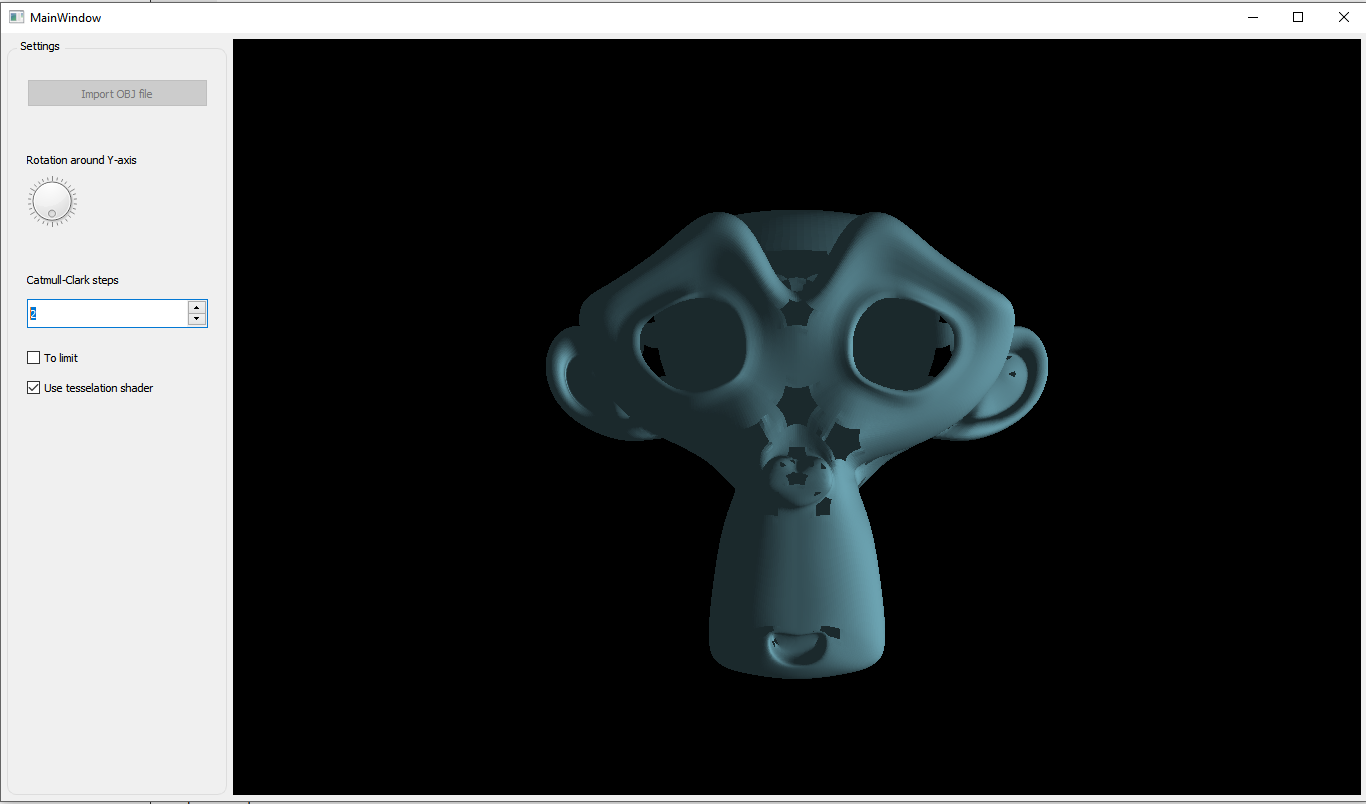 MainWindow
Settings
Import OBJ file
Rotation around Y-axis
Catmull-Clark steps
2
To limit
Use tesselation shader